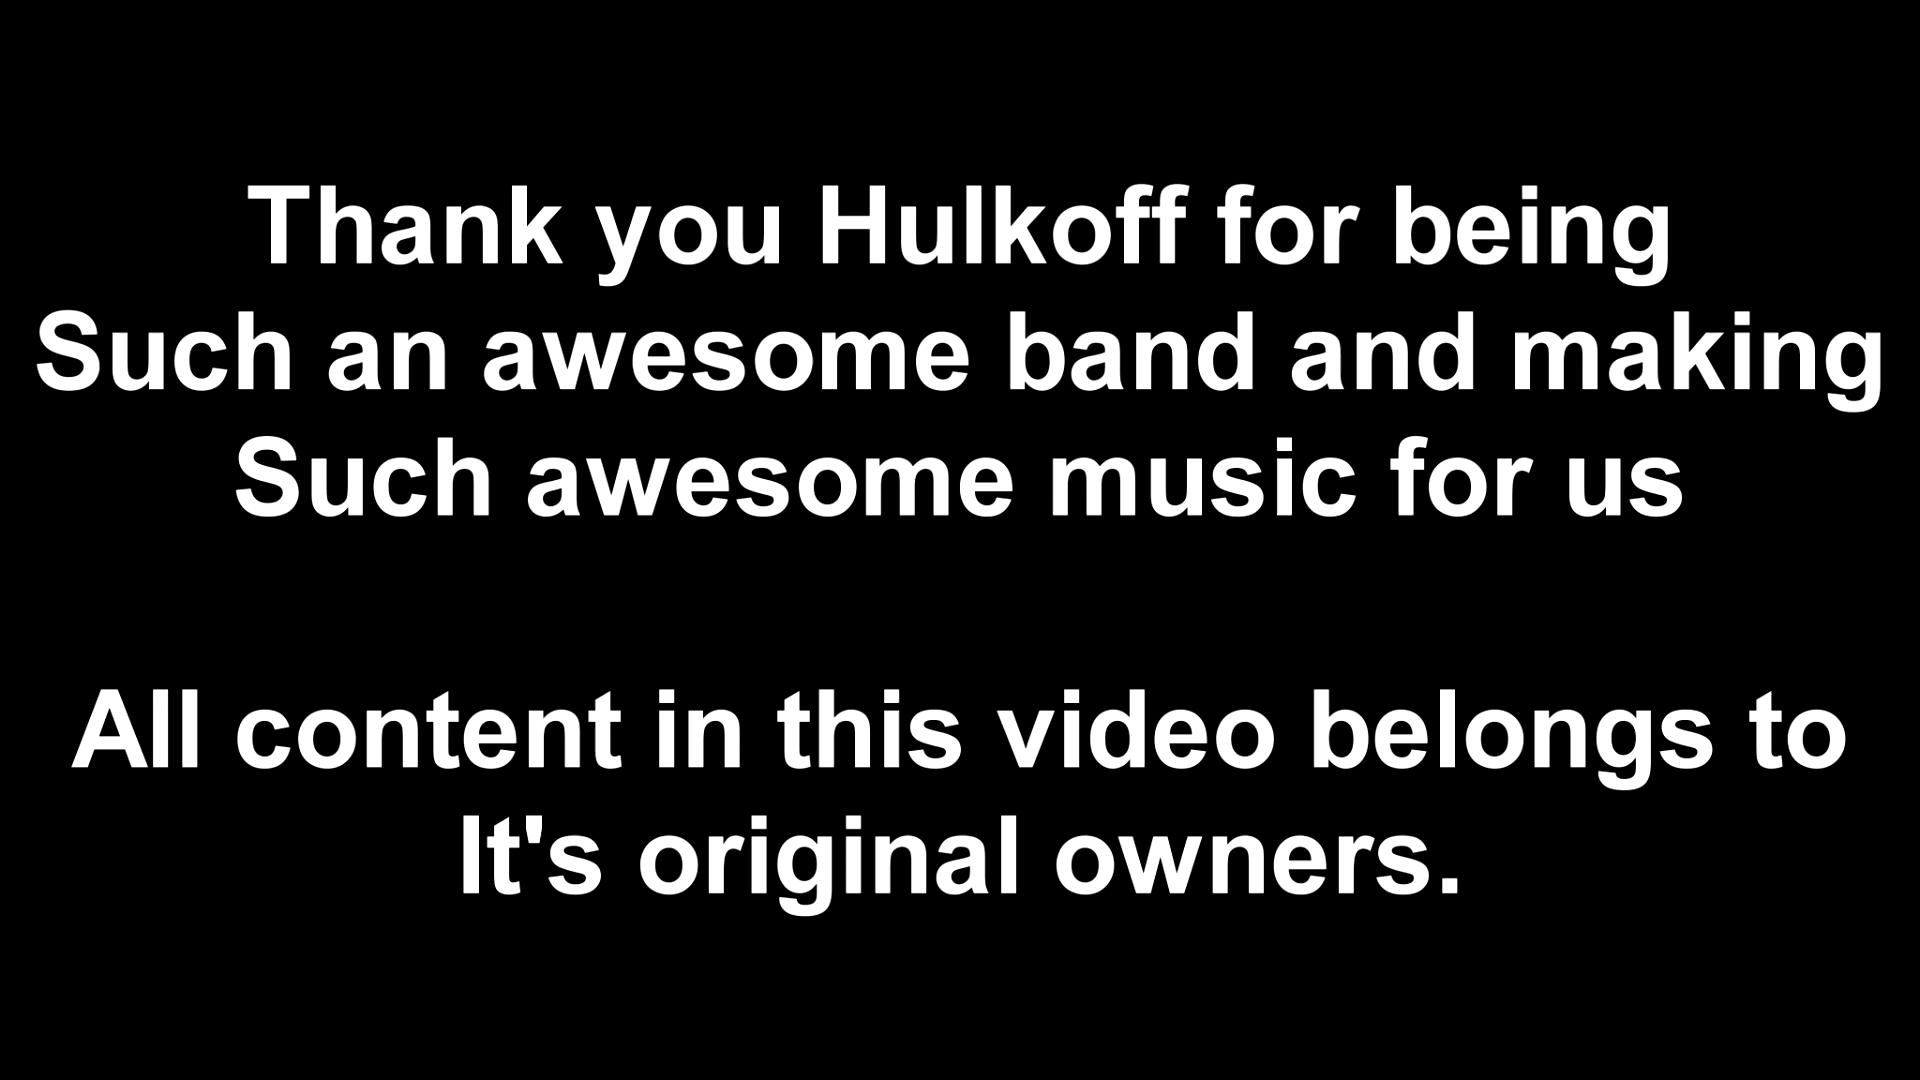 Thank you Hulkoff for being
Such an awesome band and making
Such awesome music for us
All content in this video belongs to
It's original owners.